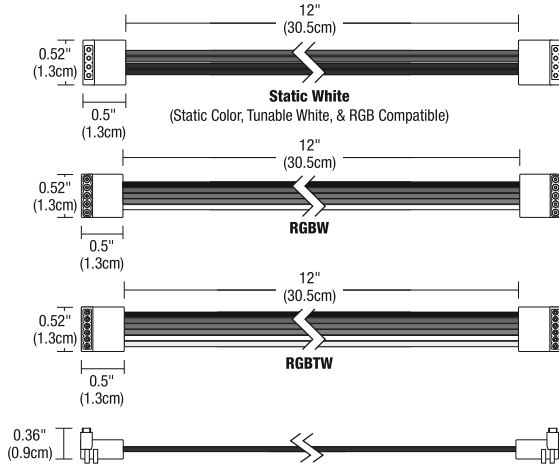 12"
(30.5cm)
0.52"
(1.3cm)
0.5"
(1.3cm)
Static White
(Static Color, Tunable White, & RGB Compatible)
12"
(30.5cm)
0.52"
(1.3cm)
0.5"
(1.3cm)
RGBW
12"
(30.5cm)
0.52"
(1.3cm)
0.5"
(1.3cm)
RGBTW
0.36"
(0.9cm)